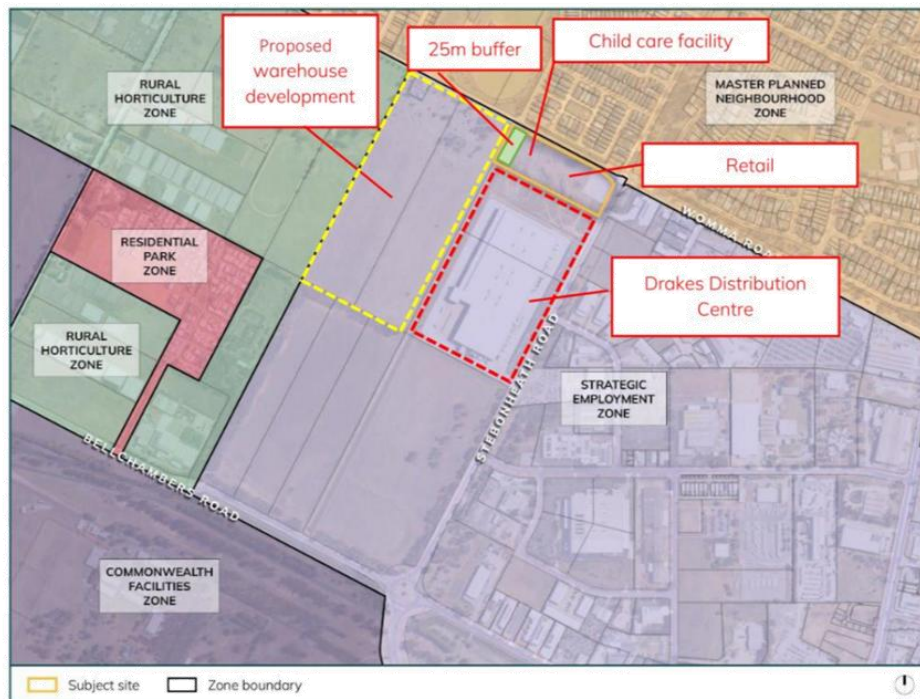 Proposed
warehouse
development
25m buffer
Child care facility
RURAL
HORTICULTURE
ZONE
MASTER PLANNED
NEIGHBOURHOOD
ZONE
Retail
WOMMA ROAD
RESIDENTIAL
PARK
ZONE
Drakes Distribution
Centre
RURAL
HORTICULTURE
ZONE
STEBONHEATH ROAD
STRATEGIC
EMPLOYMENT
ZONE
BELLCHAMBERS ROAD
COMMONWEALTH
FACILITIES
ZONE
Subject site
Zone boundary